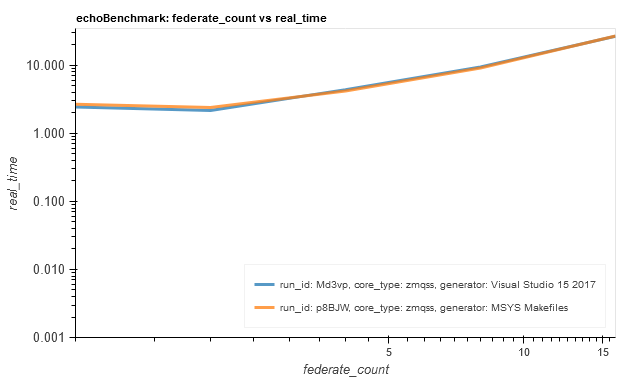 echoBenchmark: federate_count vs real_time
10.000
1.000
0.100
0.010
0.001
real_time
run_id: Md3vp, core_type: zmqss, generator: Visual Studio 15 2017
run_id: p8BJW, core_type: zmqss, generator: MSYS Makefiles
5
10
15
federate_count